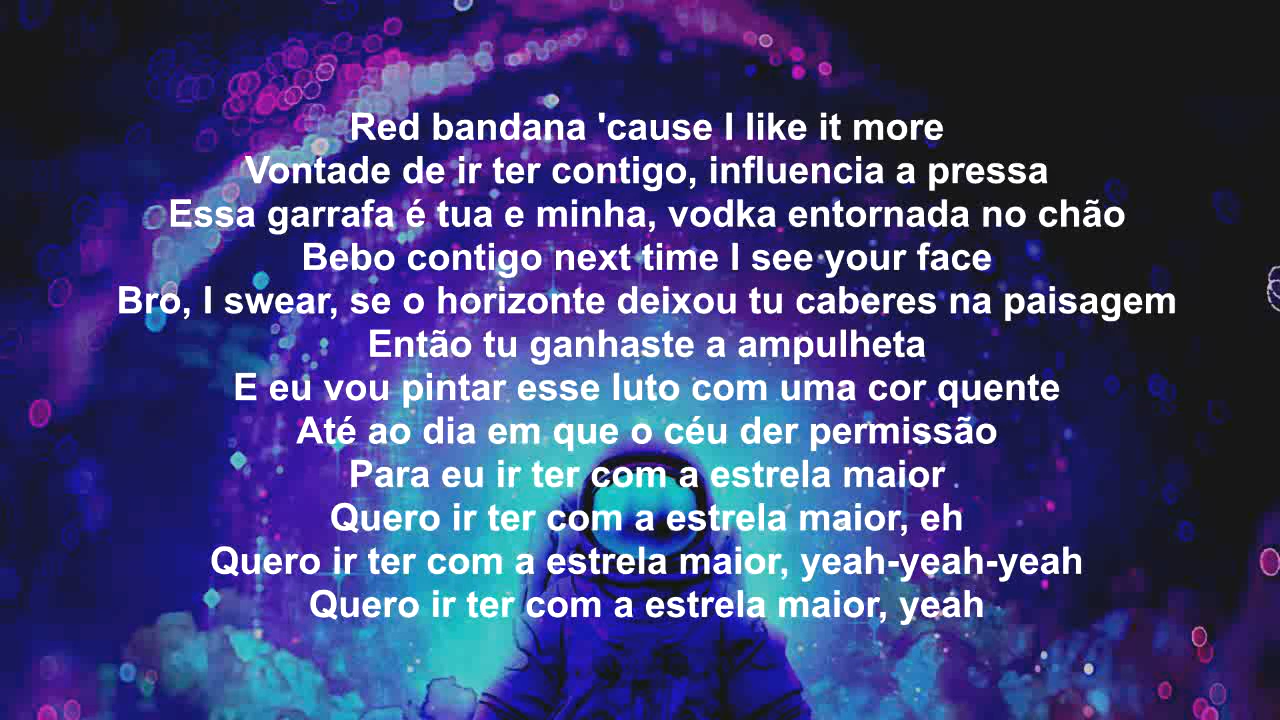 Red bandana 'cause I like it more
Vontade de ir ter contigo, influencia a pressa
Essa garrafa é tua e minha, vodka entornada no chão
Bebo contigo next time I see your face
Bro, I swear, se o horizonte deixou tu caberes na paisagem
Então tu ganhaste a ampulheta
E eu vou pintar esse luto com uma cor quente
Até ao dia em que o céu der permissão
Para eu ir ter com a estrela maior
Quero ir ter com a estrela maior, eh
Quero ir ter com a estrela maior, yeah-yeah-yeah
Quero ir ter com a estrela maior, yeah